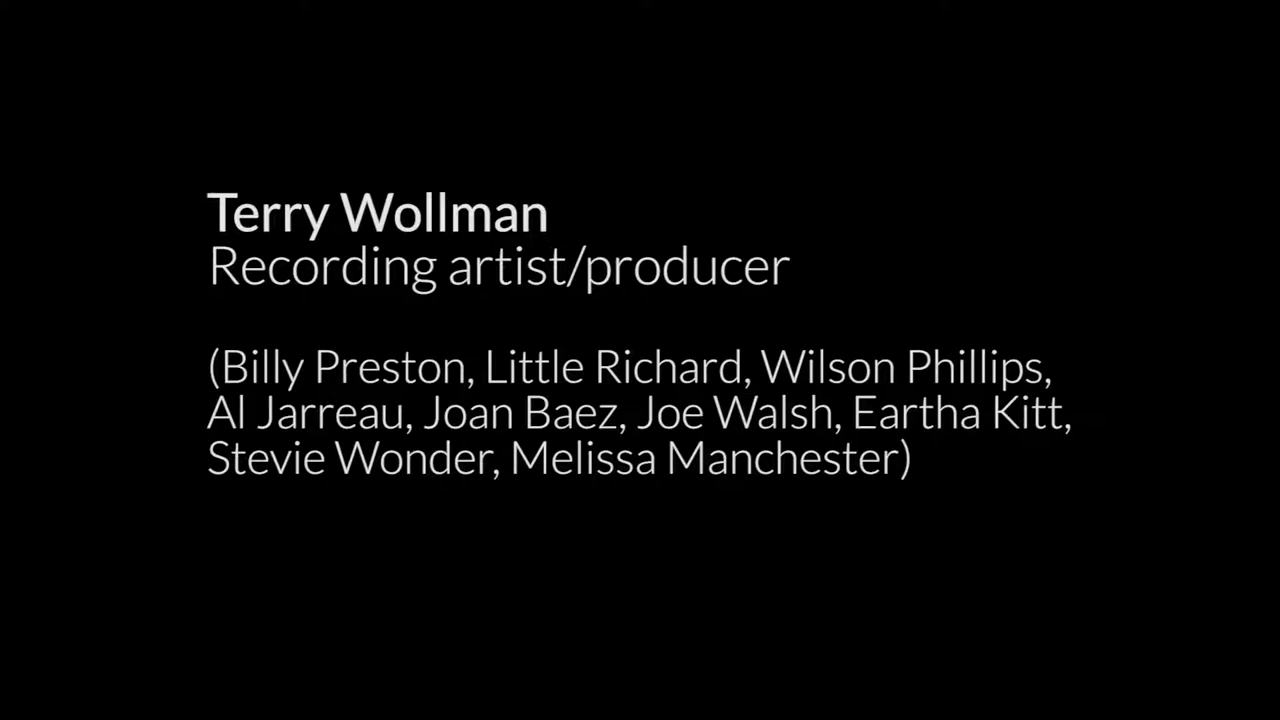 Terry Wollman
Recording artist/producer
(Billy Preston, Little Richard, Wilson Phillips,
Al Jarreau, Joan Baez, Joe Walsh, Eartha Kitt,
Stevie Wonder, Melissa Manchester)